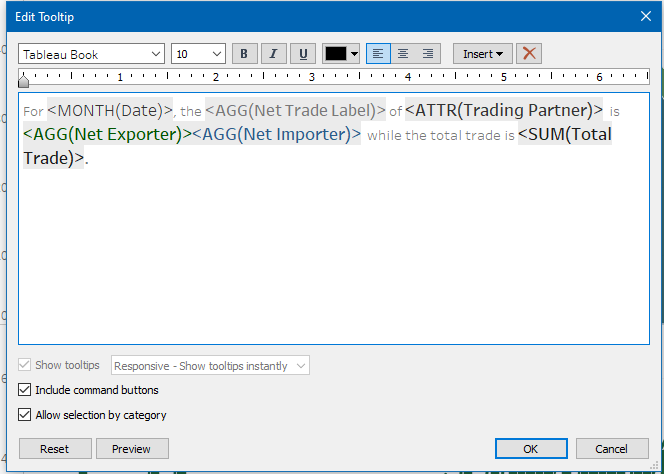 Edit Tooltip
Tableau Book 10 B I U Insert
1 2 3 4 5 6
For <MONTH(Date)>, the <AGG(Net Trade Label)> of <ATTR(Trading Partner)> is
<AGG(Net Exporter)><AGG(Net Importer)> while the total trade is <SUM(Total
Trade)>.
Show tooltips Responsive - Show tooltips instantly
Include command buttons
Allow selection by category
Reset Preview OK Cancel